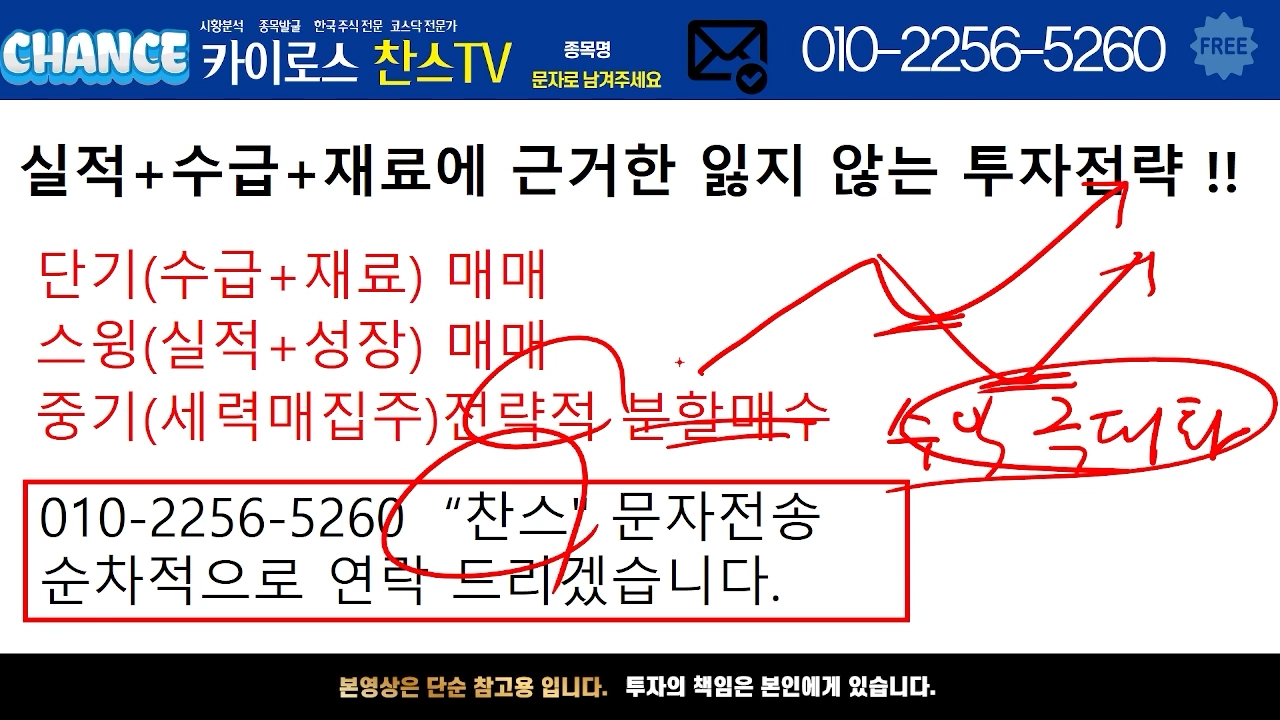 시황분석 종목발굴 한국 주식 전문 코스닥 전문가
CHANCE 카이로스 찬스TV
종목명
문자로 남겨주세요
010-2256-5260
FREE
실적+수급+재료에 근거한 잃지 않는 투자전략 !!
단기(수급+재료) 매매
스윙(실적+성장) 매매
중기(세력매집주)전략적 분할매수
수익 극대화
010-2256-5260 “찬스" 문자전송
순차적으로 연락 드리겠습니다.
본영상은 단순 참고용 입니다. 투자의 책임은 본인에게 있습니다.